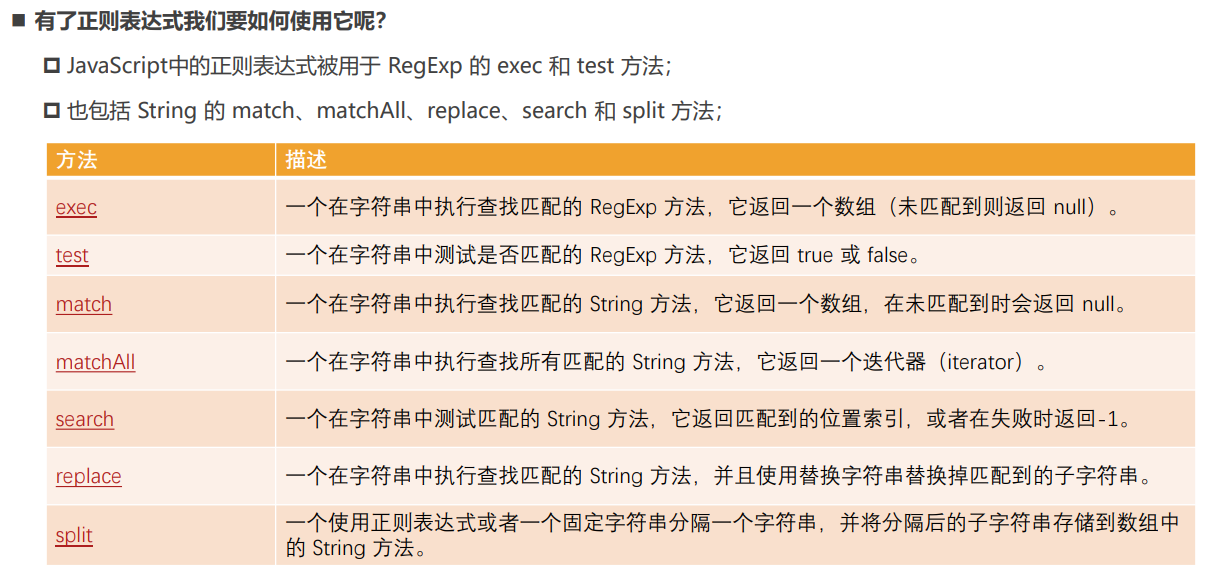 ■ 有了正则表达式我们要如何使用它呢？
JavaScript中的正则表达式被用于 RegExp 的 exec 和 test 方法；
也包括 String 的 match、matchAll、replace、search 和 split 方法；
方法 描述
exec 一个在字符串中执行查找匹配的 RegExp 方法，它返回一个数组（未匹配到则返回 null）。
test 一个在字符串中测试是否匹配的 RegExp 方法，它返回 true 或 false。
match 一个在字符串中执行查找匹配的 String 方法，它返回一个数组，在未匹配到时会返回 null。
matchAll 一个在字符串中执行查找所有匹配的 String 方法，它返回一个迭代器（iterator）。
search 一个在字符串中测试匹配的 String 方法，它返回匹配到的位置索引，或者在失败时返回-1。
replace 一个在字符串中执行查找匹配的 String 方法，并且使用替换字符串替换掉匹配到的子字符串。
split 一个使用正则表达式或者一个固定字符串分隔一个字符串，并将分隔后的子字符串存储到数组中
的 String 方法。